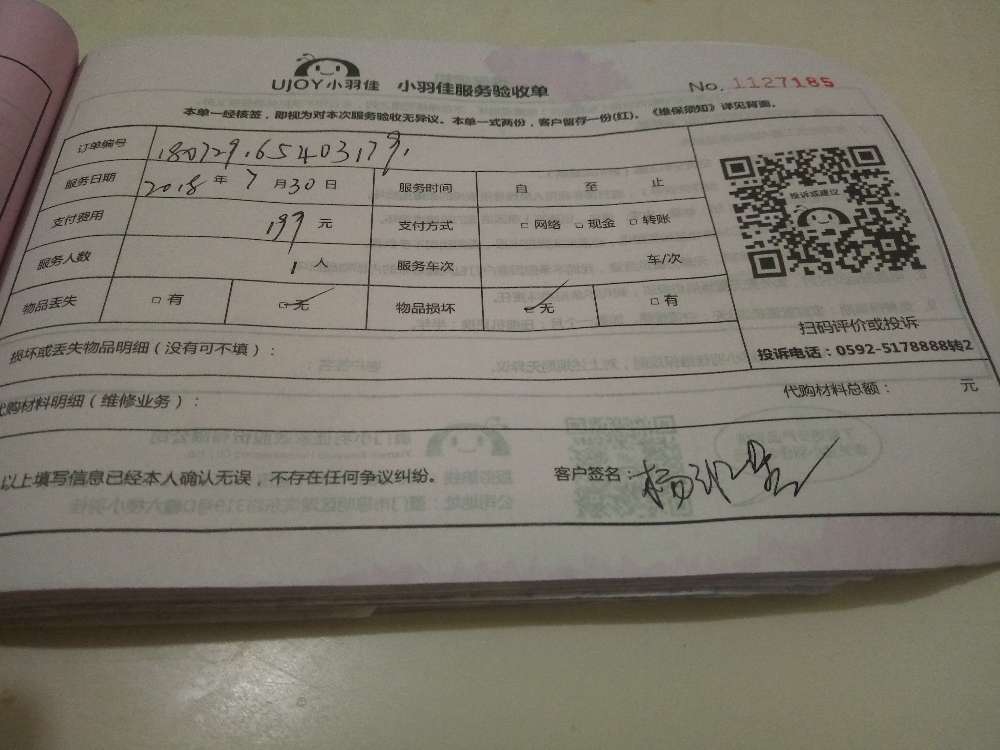 UJOY小羽佳 小羽佳服务验收单 No. 1127185
本单一经核签，即视为对本次服务验收无异议。本单一式两份，客户留存一份(红)。《维保须知》详见背面。
订单编号 180729.65403179.
服务日期 2018 年 7 月 30 日 服务时间 自 至 止
支付费用 199 元 支付方式 □ 网络 □ 现金 □ 转账
服务人数 1 人 服务车次 车/次
物品丢失 □ 有 □ 无 物品损坏 □ 无 □ 有
投诉或建议
扫码评价或投诉
投诉电话：0592-5178888转2
损坏或丢失物品明细（没有可不填）：
代购材料明细（维修业务）： 代购材料总额： 元
以上填写信息已经本人确认无误，不存在任何争议纠纷。 客户签名：杨